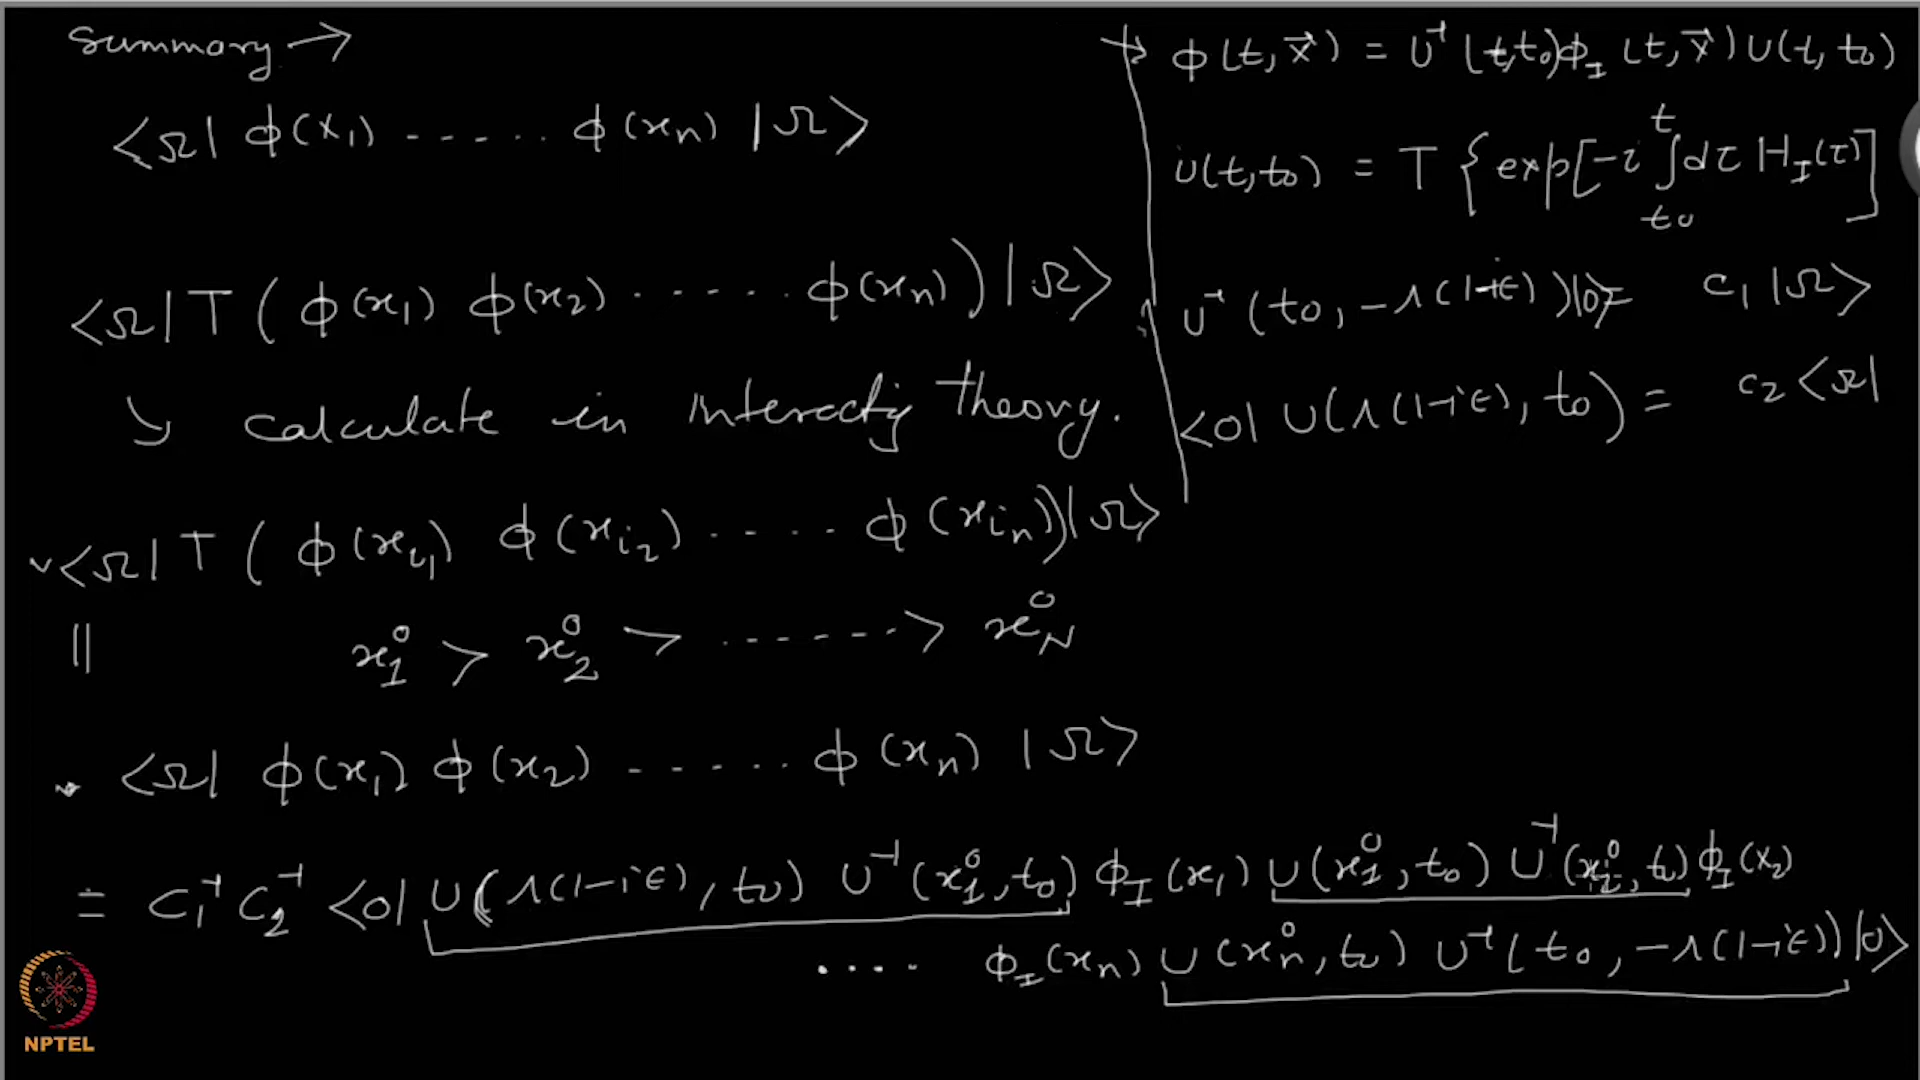 Summary →
<Ω| ϕ(x₁) ------ ϕ(xₙ) |Ω>
<Ω|T ( ϕ(x₁) ϕ(x₂) ------ ϕ(xₙ) ) |Ω>
↘ calculate in interactig theory.
<Ω|T ( ϕ(x_{i₁}) ϕ(x_{i₂}) ---- ϕ(x_{iₙ}))|Ω>
|| x₁⁰ > x₂⁰ > ------> x_N⁰
<Ω| ϕ(x₁) ϕ(x₂) ------ ϕ(xₙ) |Ω>
= C₁⁻¹ C₂⁻¹ <0| U(Λ(1-iϵ), t₀) U⁻¹(x₁⁰, t₀) ϕ_I(x₁) U(x₁⁰, t₀) U⁻¹(x₂⁰, t₀) ϕ_I(x₂)
.... ϕ_I(xₙ) U(xₙ⁰, t₀) U⁻¹(t₀, -Λ(1-iϵ)) |0>
→ ϕ(t, x⃗) = U⁻¹(t,t₀)ϕ_I(t, x⃗) U(t, t₀)
U(t,t₀) = T {exp[-i ∫_{t₀}^{t} dτ H_I(τ)]
U⁻¹(t₀, -Λ(1-iϵ))|0> = C₁ |Ω>
<0| U(Λ(1-iϵ), t₀) = C₂ <Ω|
NPTEL